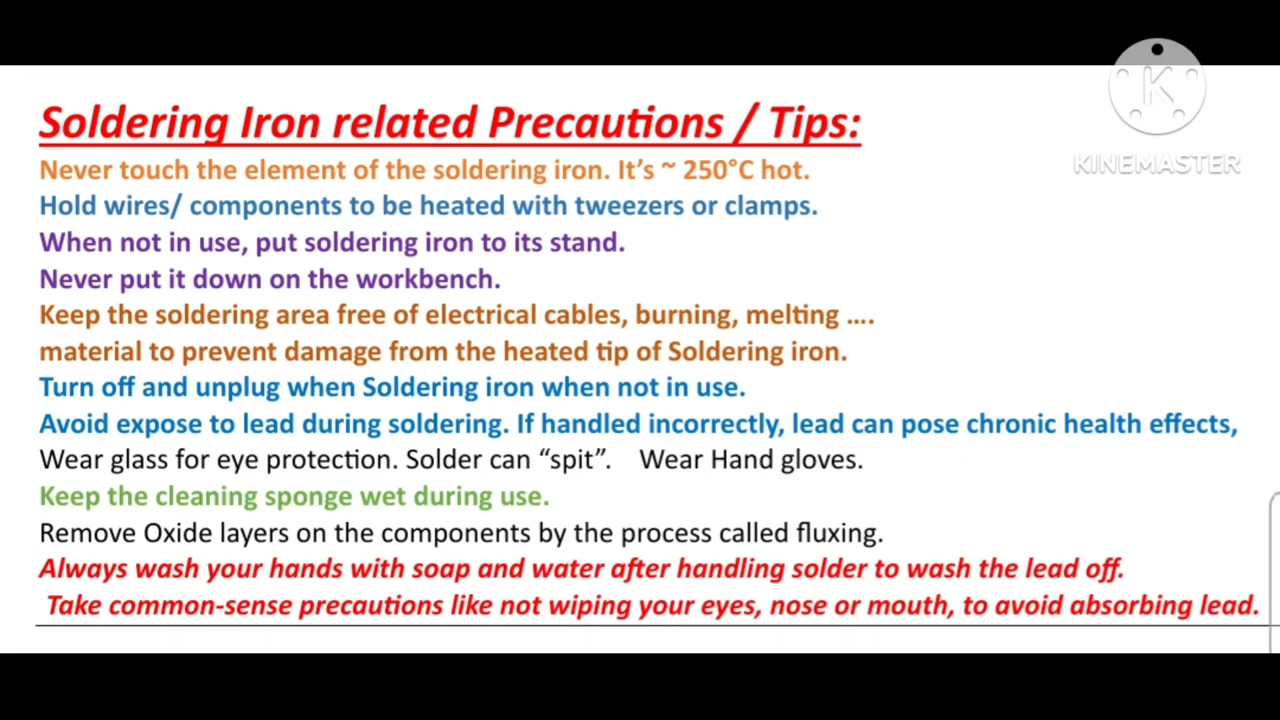 Soldering Iron related Precautions / Tips:
KINEMASTER
Never touch the element of the soldering iron. It's ~ 250°C hot.
Hold wires/ components to be heated with tweezers or clamps.
When not in use, put soldering iron to its stand.
Never put it down on the workbench.
Keep the soldering area free of electrical cables, burning, melting ....
material to prevent damage from the heated tip of Soldering iron.
Turn off and unplug when Soldering iron when not in use.
Avoid expose to lead during soldering. If handled incorrectly, lead can pose chronic health effects,
Wear glass for eye protection. Solder can “spit”. Wear Hand gloves.
Keep the cleaning sponge wet during use.
Remove Oxide layers on the components by the process called fluxing.
Always wash your hands with soap and water after handling solder to wash the lead off.
Take common-sense precautions like not wiping your eyes, nose or mouth, to avoid absorbing lead.